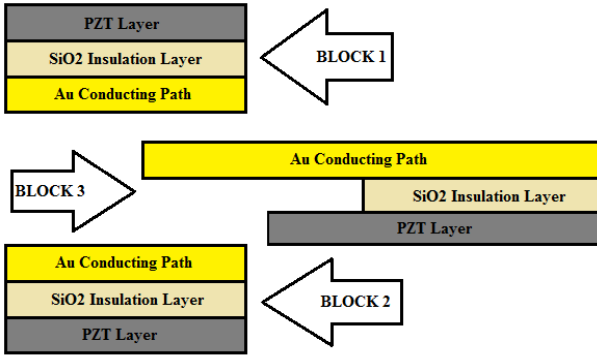 PZT Layer
SiO2 Insulation Layer
BLOCK 1
Au Conducting Path
Au Conducting Path
BLOCK 3
SiO2 Insulation Layer
PZT Layer
Au Conducting Path
SiO2 Insulation Layer
BLOCK 2
PZT Layer